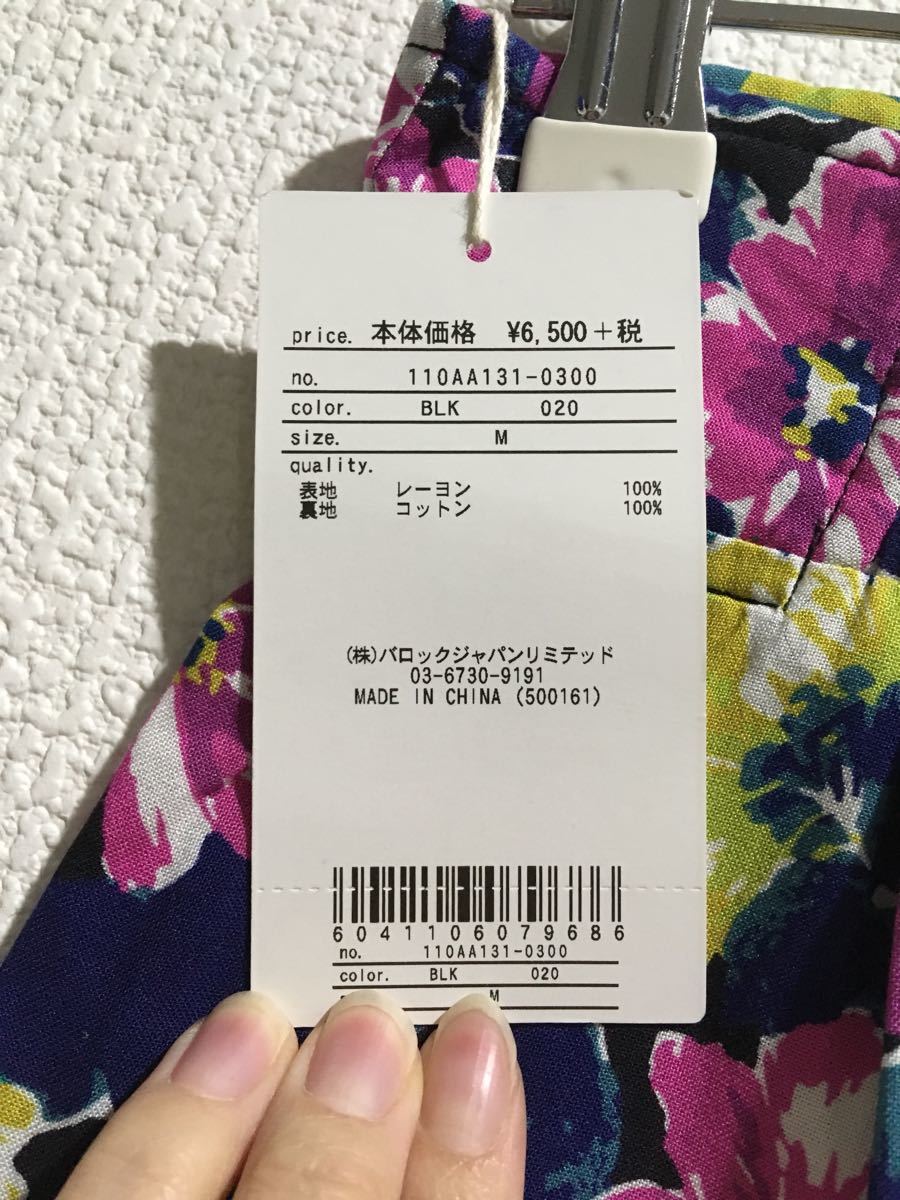 price. 本体価格 ¥6,500+税
no. 110AA131-0300
color. BLK 020
size. M
quality.
表地 レーヨン 100%
裏地 コットン 100%
(株)バロックジャパンリミテッド
03-6730-9191
MADE IN CHINA (500161)
6041106079686
no. 110AA131-0300
color. BLK 020
M